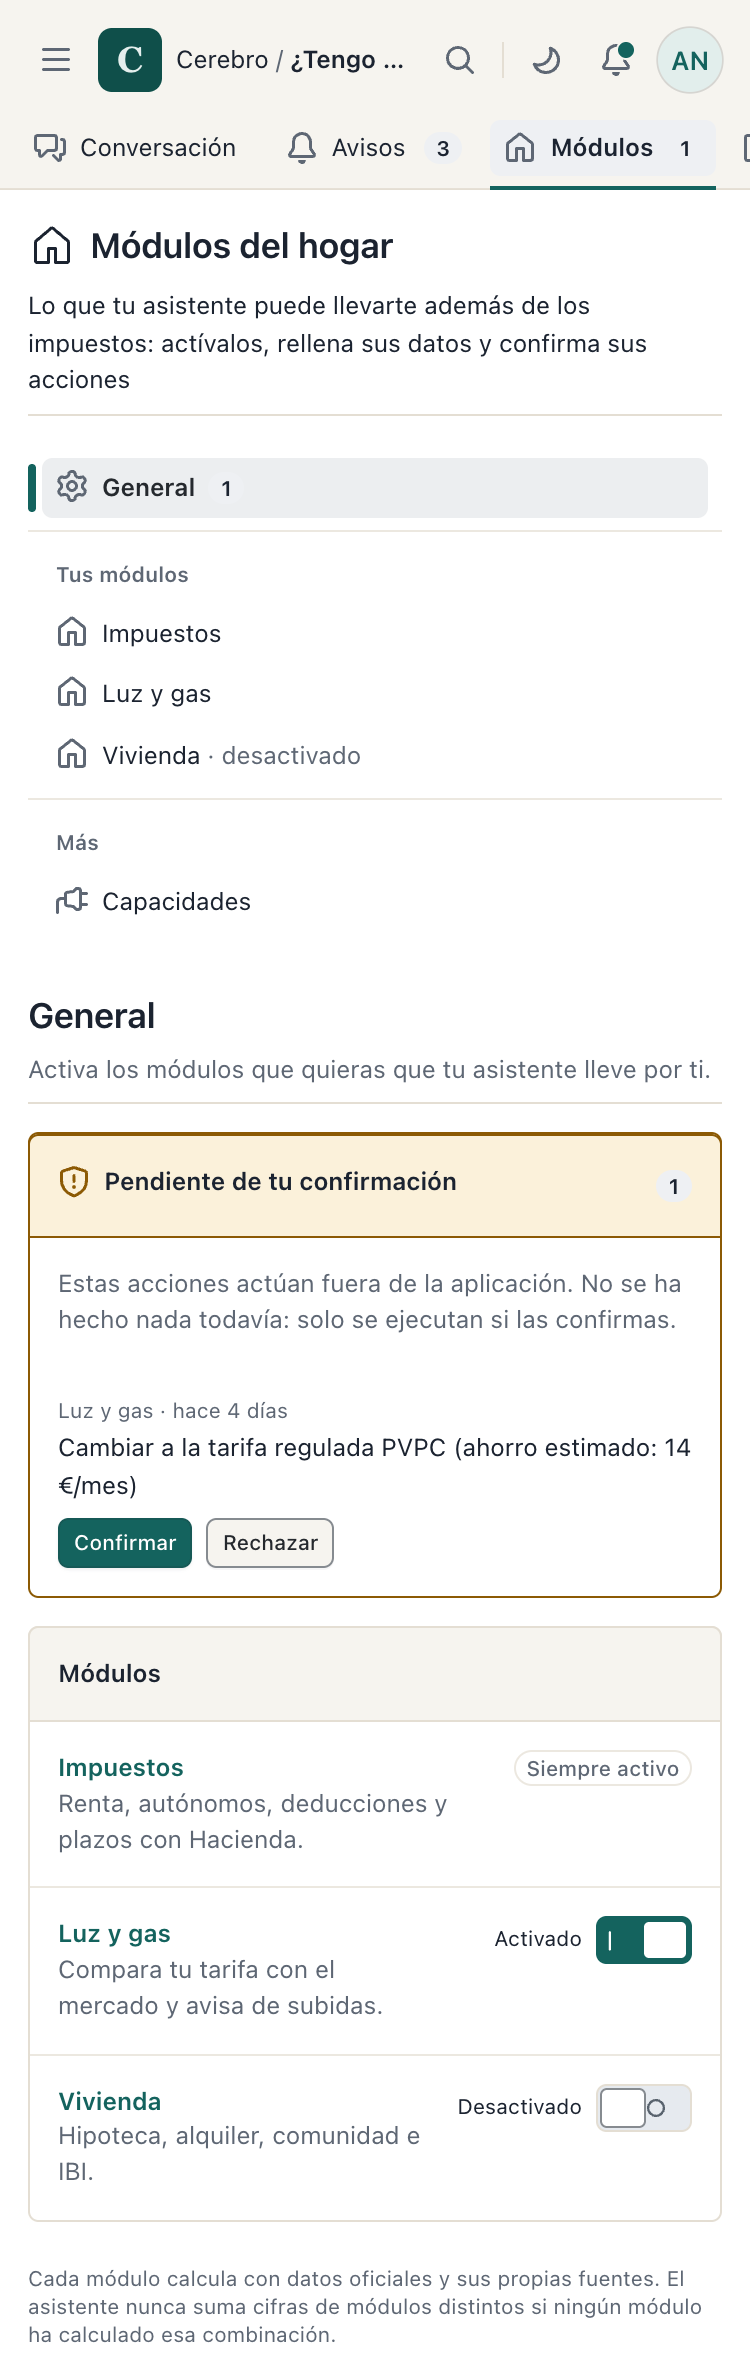 C Cerebro / ¿Tengo ... AN
Conversación Avisos 3 Módulos 1
Módulos del hogar
Lo que tu asistente puede llevarte además de los
impuestos: actívalos, rellena sus datos y confirma sus
acciones
General 1
Tus módulos
Impuestos
Luz y gas
Vivienda · desactivado
Más
Capacidades
General
Activa los módulos que quieras que tu asistente lleve por ti.
Pendiente de tu confirmación 1
Estas acciones actúan fuera de la aplicación. No se ha
hecho nada todavía: solo se ejecutan si las confirmas.
Luz y gas · hace 4 días
Cambiar a la tarifa regulada PVPC (ahorro estimado: 14
€/mes)
Confirmar Rechazar
Módulos
Impuestos Siempre activo
Renta, autónomos, deducciones y
plazos con Hacienda.
Luz y gas Activado
Compara tu tarifa con el
mercado y avisa de subidas.
Vivienda Desactivado
Hipoteca, alquiler, comunidad e
IBI.
Cada módulo calcula con datos oficiales y sus propias fuentes. El
asistente nunca suma cifras de módulos distintos si ningún módulo
ha calculado esa combinación.